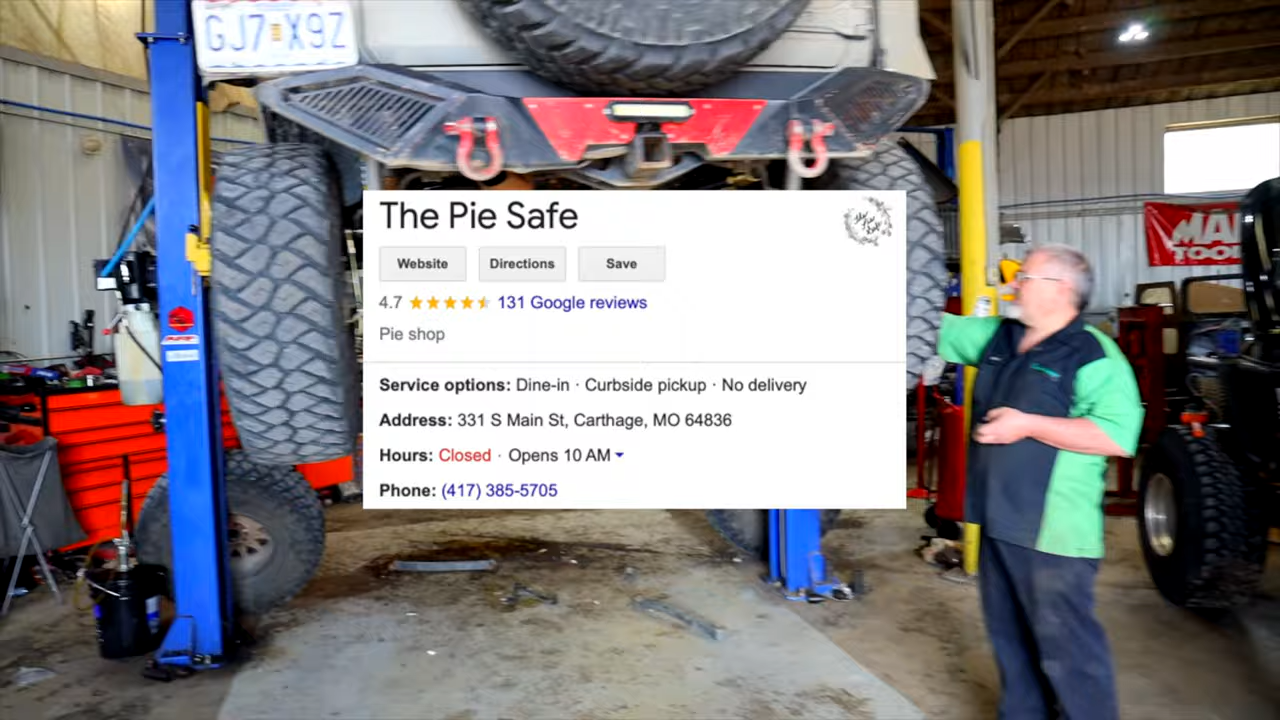 GJ7 X9Z
The Pie Safe
Website
Directions
Save
4.7 131 Google reviews
Pie shop
Service options: Dine-in · Curbside pickup · No delivery
Address: 331 S Main St, Carthage, MO 64836
Hours: Closed · Opens 10 AM
Phone: (417) 385-5705
TOO